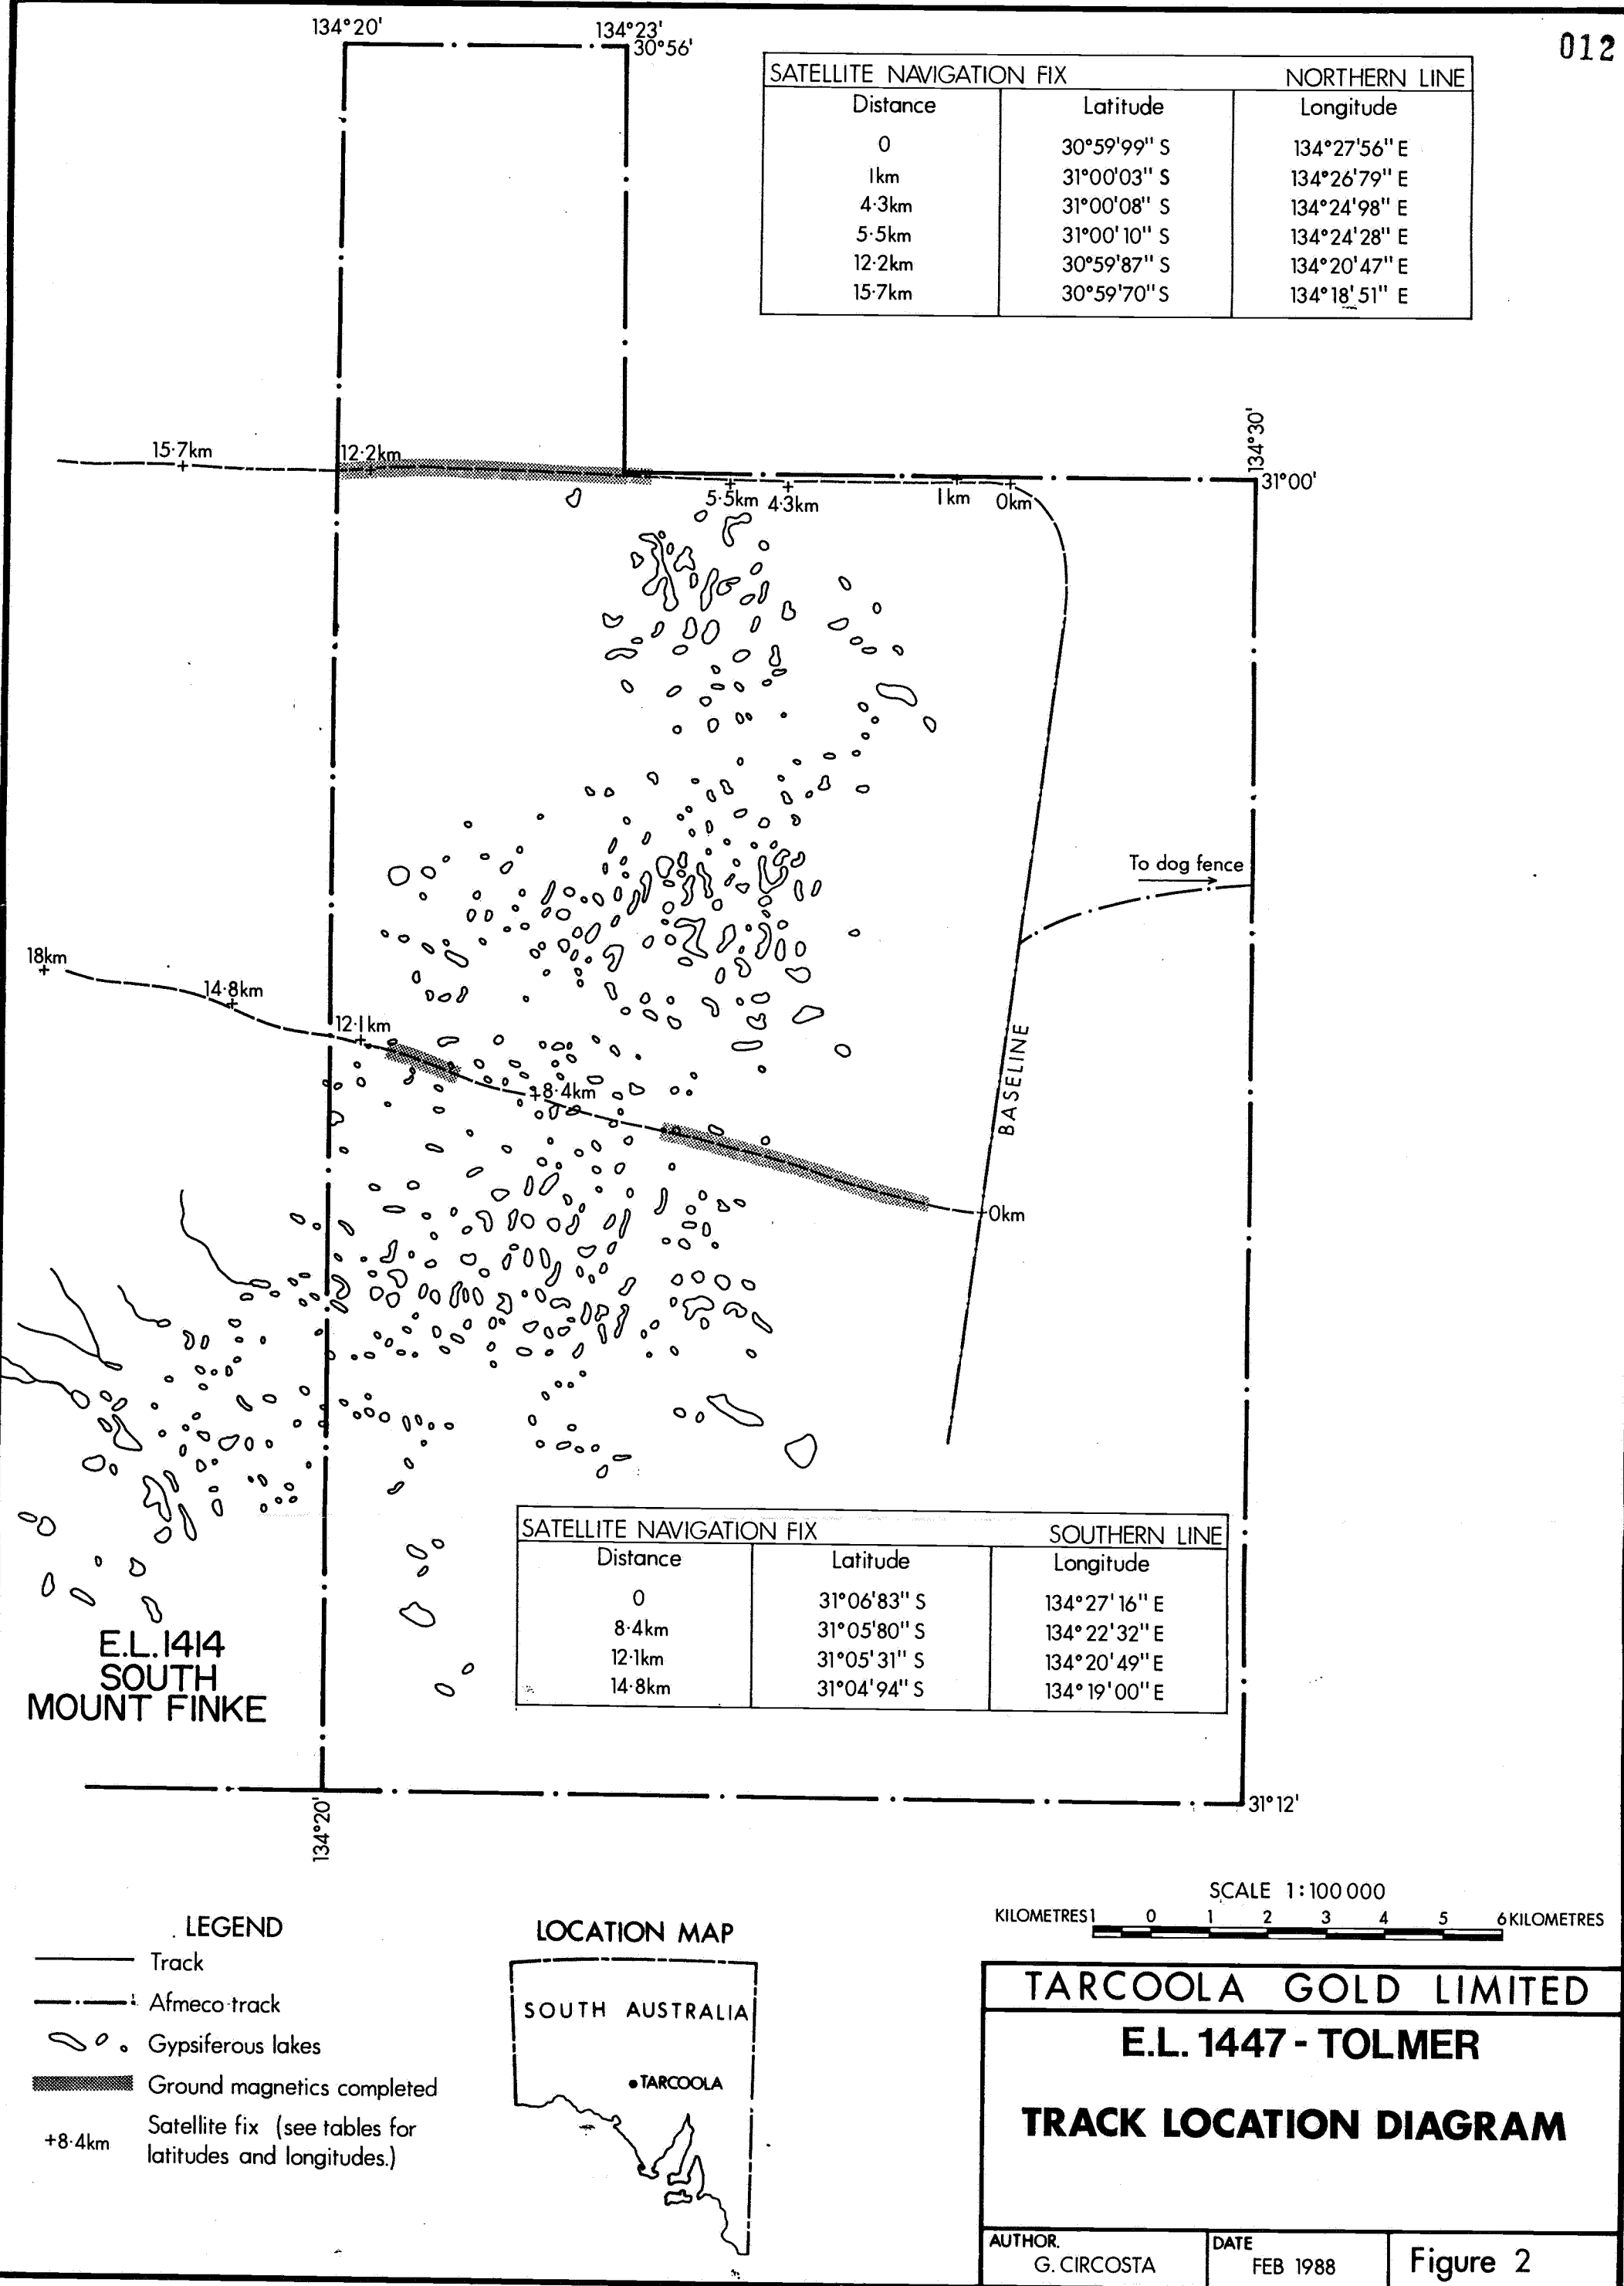 012
134°20'
134°23'
30°56'
SATELLITE NAVIGATION FIX NORTHERN LINE
Distance Latitude Longitude
0 30°59'99" S 134°27'56" E
1km 31°00'03" S 134°26'79" E
4·3km 31°00'08" S 134°24'98" E
5·5km 31°00'10" S 134°24'28" E
12·2km 30°59'87" S 134°20'47" E
15·7km 30°59'70" S 134°18'51" E
134°30'
31°00'
15·7km
12·2km
5·5km
4·3km
1km
0km
To dog fence
18km
14·8km
12·1km
+8·4km
BASELINE
0km
SATELLITE NAVIGATION FIX SOUTHERN LINE
Distance Latitude Longitude
0 31°06'83" S 134°27'16" E
8·4km 31°05'80" S 134°22'32" E
12·1km 31°05'31" S 134°20'49" E
14·8km 31°04'94" S 134°19'00" E
E.L. 1414
SOUTH
MOUNT FINKE
134°20'
31°12'
LEGEND
Track
Afmeco track
Gypsiferous lakes
Ground magnetics completed
+8·4km Satellite fix (see tables for
latitudes and longitudes.)
LOCATION MAP
SOUTH AUSTRALIA
TARCOOLA
SCALE 1:100 000
KILOMETRES 1 0 1 2 3 4 5 6 KILOMETRES
TARCOOLA GOLD LIMITED
E.L. 1447 - TOLMER
TRACK LOCATION DIAGRAM
AUTHOR.
G. CIRCOSTA
DATE
FEB 1988
Figure 2